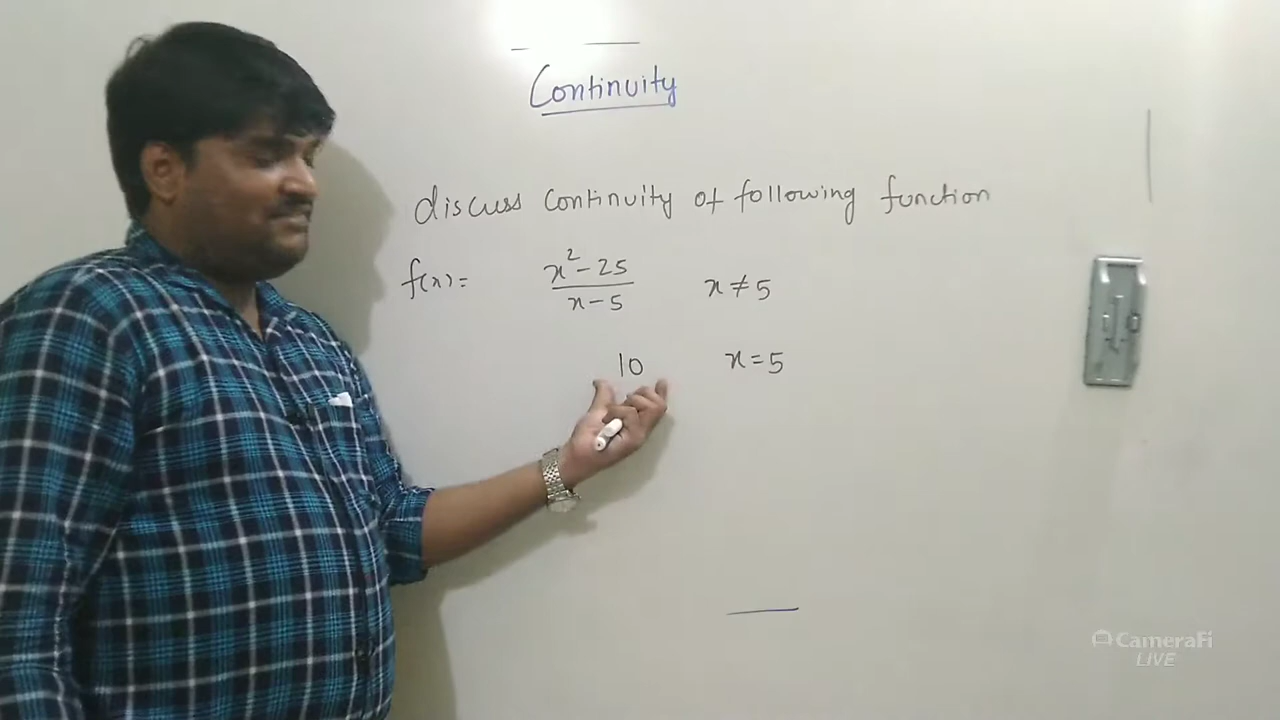 Continuity
discuss continuity of following function
f(x)= x²-25 / x-5 x≠5
10 x=5
CameraFi
LIVE